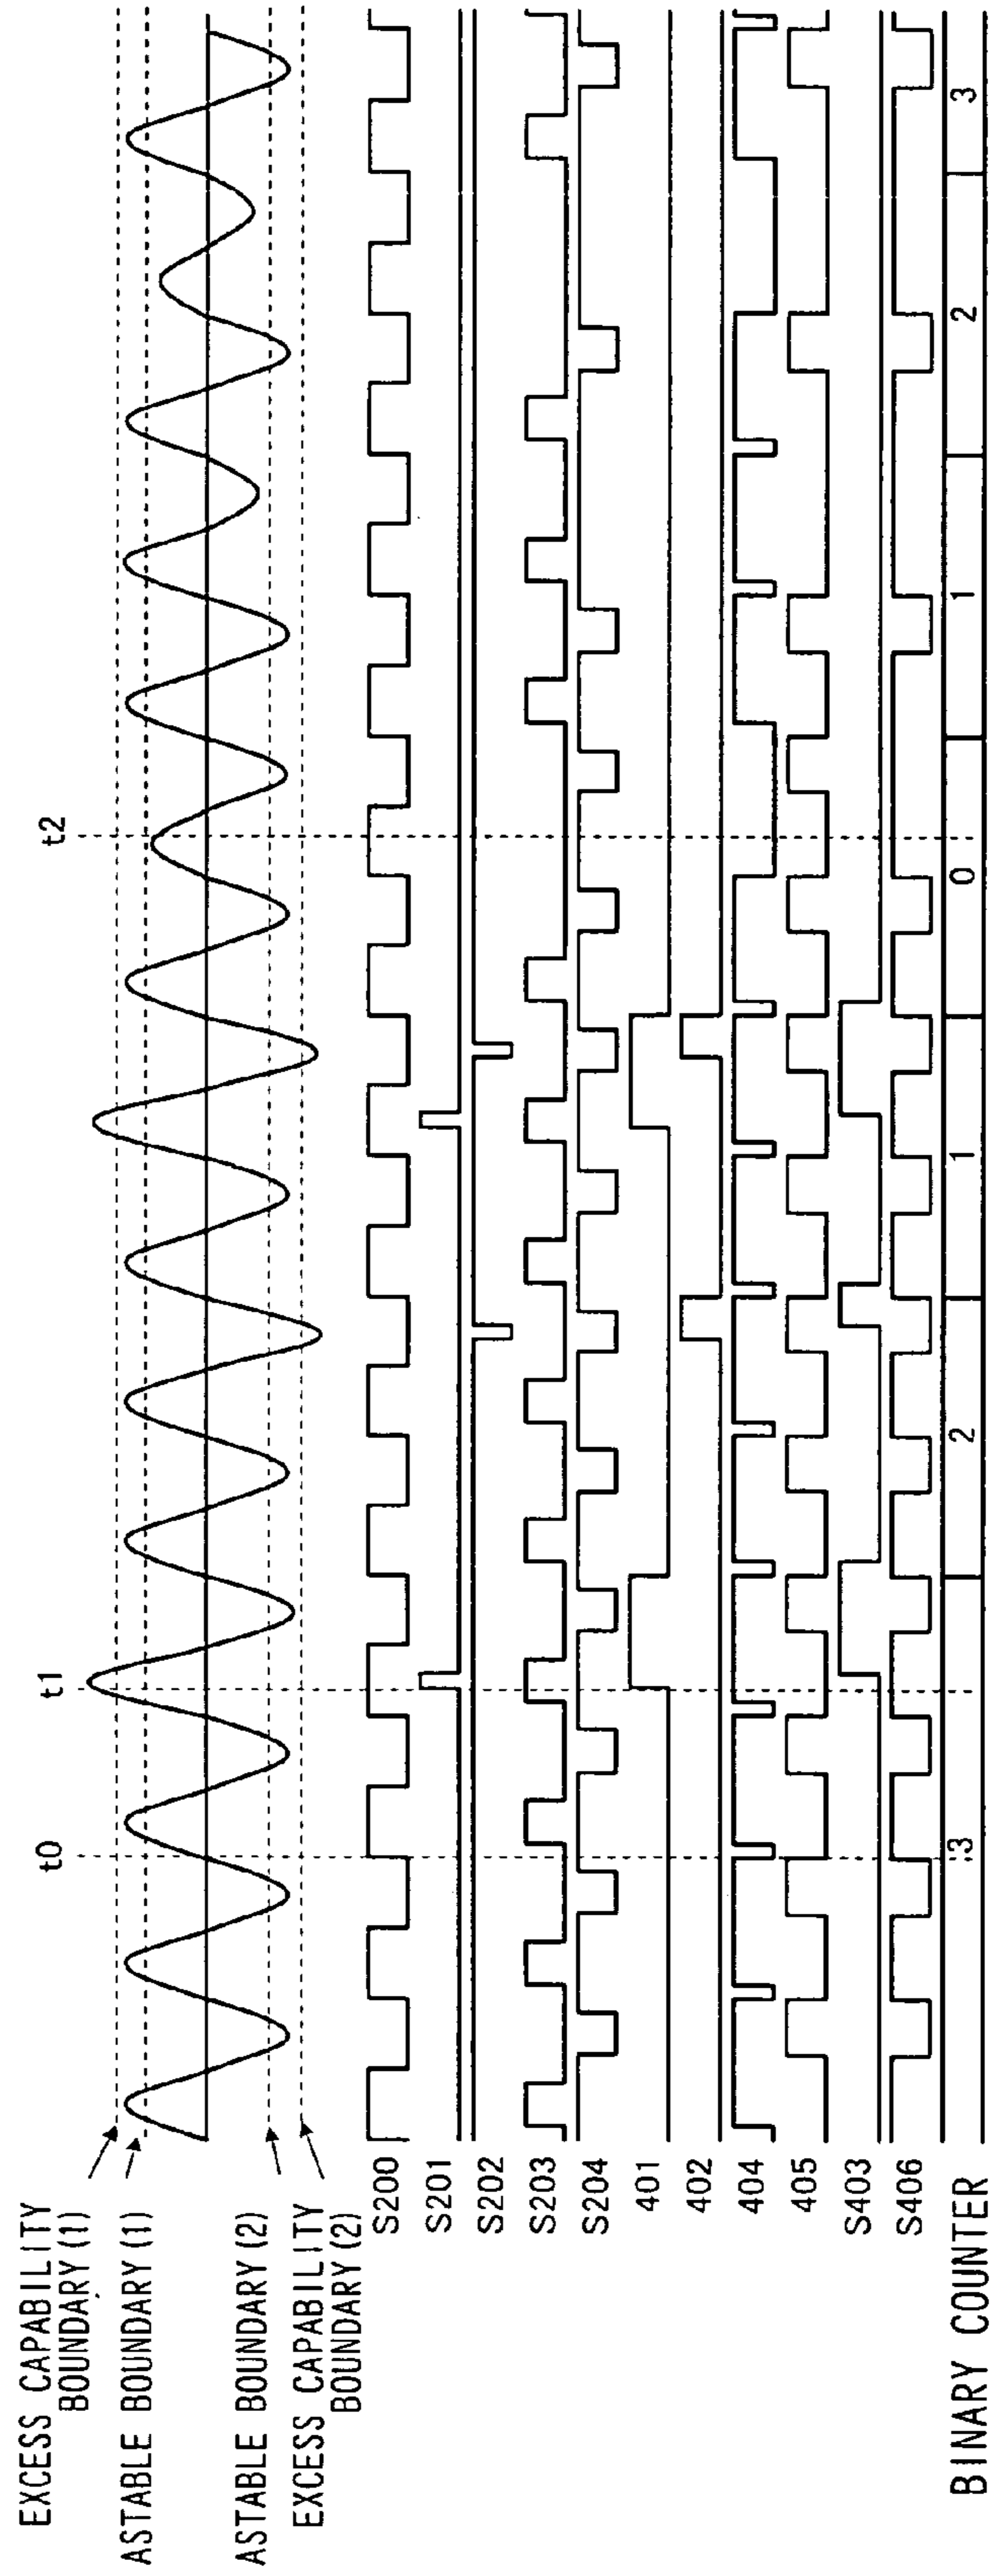 t0
t1
t2
EXCESS CAPABILITY
BOUNDARY (1)
ASTABLE BOUNDARY (1)
ASTABLE BOUNDARY (2)
EXCESS CAPABILITY
BOUNDARY (2)
S200
S201
S202
S203
S204
401
402
404
405
S403
S406
BINARY COUNTER
3
2
1
1
0
1
2
3